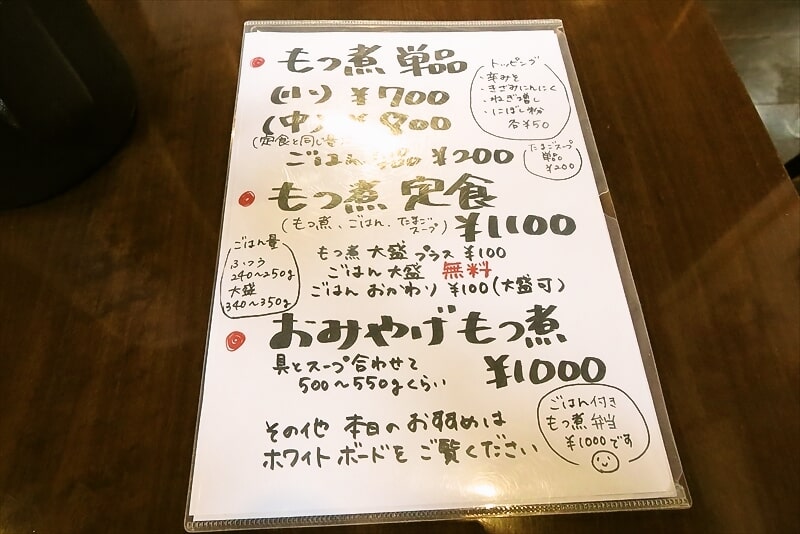 もつ煮 単品
(小) ¥700
(中) ¥800
(定食と同じ
ごはん 単品 ¥200
トッピング
・辛みそ
・きざみにんにく
・ねぎ増し
・にぼし粉
各¥50
たまごスープ
単品
¥200
もつ煮 定食
(もつ煮、ごはん、たまごスープ) ¥1100
もつ煮 大盛 プラス ¥100
ごはん 大盛 無料
ごはん おかわり ¥100(大盛可)
ごはん量
ふつう
240～250g
大盛
340～350g
おみやげ もつ煮
具とスープ合わせて
500～550gくらい
¥1000
ごはん付き
もつ煮 弁当
¥1000です
その他 本日の お薦めは
ホワイト ボードを ご覧ください